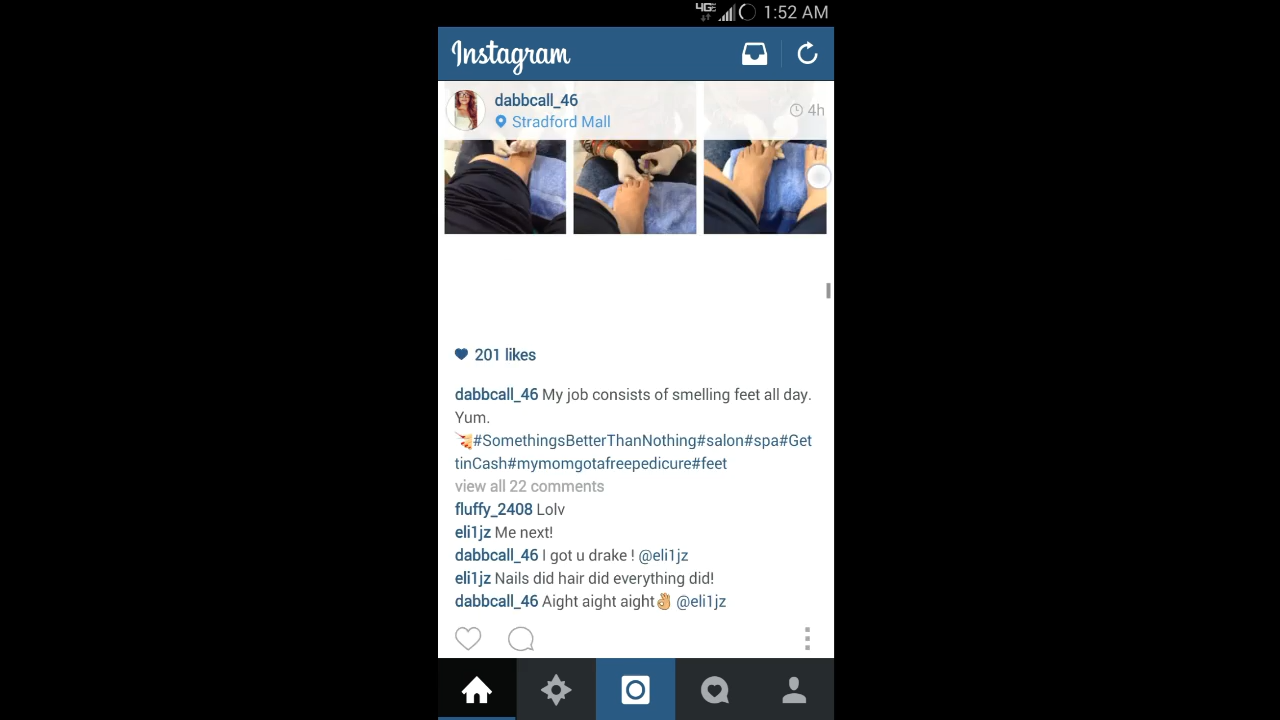 4G 1:52 AM
Instagram
dabbcall_46
Stradford Mall
4h
201 likes
dabbcall_46 My job consists of smelling feet all day.
Yum.
💅#SomethingsBetterThanNothing#salon#spa#Get
tinCash#mymomgotafreepedicure#feet
view all 22 comments
fluffy_2408 Lolv
eli1jz Me next!
dabbcall_46 I got u drake ! @eli1jz
eli1jz Nails did hair did everything did!
dabbcall_46 Aight aight aight👌 @eli1jz